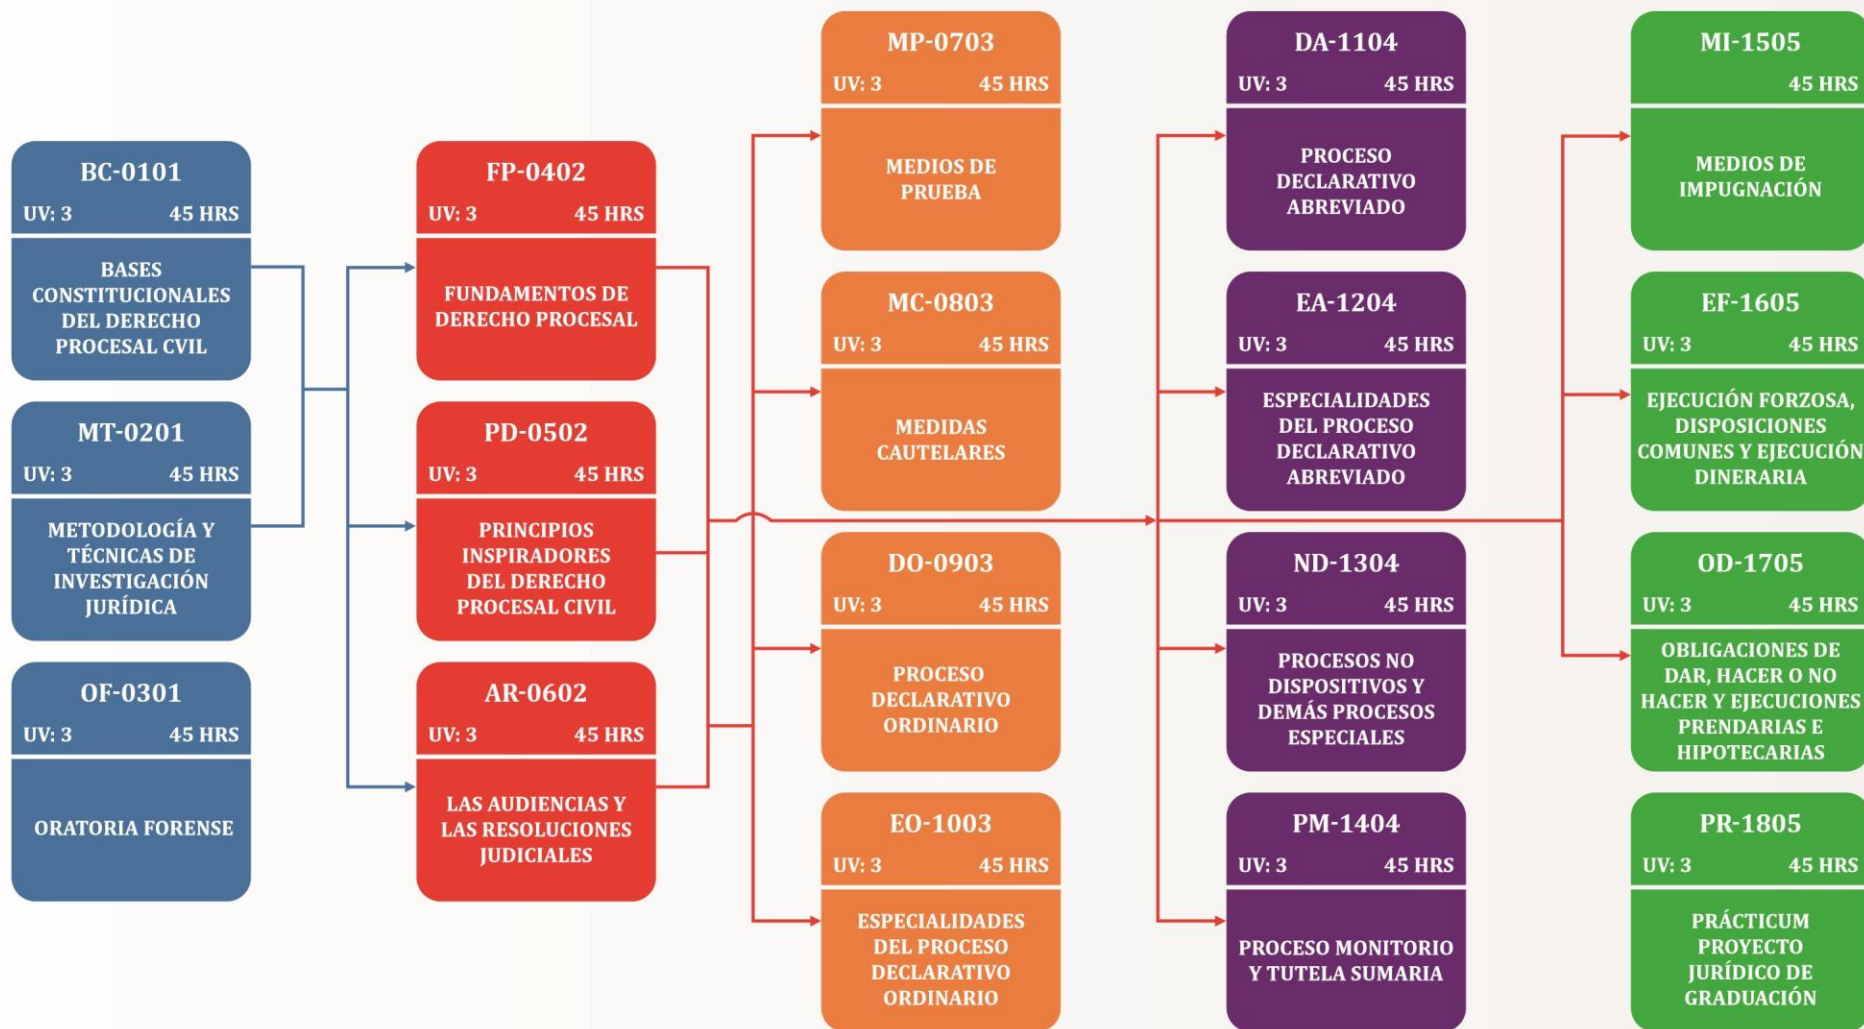 BC-0101
UV: 3 45 HRS
BASES
CONSTITUCIONALES
DEL DERECHO
PROCESAL CVIL
MT-0201
UV: 3 45 HRS
METODOLOGÍA Y
TÉCNICAS DE
INVESTIGACIÓN
JURÍDICA
OF-0301
UV: 3 45 HRS
ORATORIA FORENSE
FP-0402
UV: 3 45 HRS
FUNDAMENTOS DE
DERECHO PROCESAL
PD-0502
UV: 3 45 HRS
PRINCIPIOS
INSPIRADORES
DEL DERECHO
PROCESAL CIVIL
AR-0602
UV: 3 45 HRS
LAS AUDIENCIAS Y
LAS RESOLUCIONES
JUDICIALES
MP-0703
UV: 3 45 HRS
MEDIOS DE
PRUEBA
MC-0803
UV: 3 45 HRS
MEDIDAS
CAUTELARES
DO-0903
UV: 3 45 HRS
PROCESO
DECLARATIVO
ORDINARIO
EO-1003
UV: 3 45 HRS
ESPECIALIDADES
DEL PROCESO
DECLARATIVO
ORDINARIO
DA-1104
UV: 3 45 HRS
PROCESO
DECLARATIVO
ABREVIADO
EA-1204
UV: 3 45 HRS
ESPECIALIDADES
DEL PROCESO
DECLARATIVO
ABREVIADO
ND-1304
UV: 3 45 HRS
PROCESOS NO
DISPOSITIVOS Y
DEMÁS PROCESOS
ESPECIALES
PM-1404
UV: 3 45 HRS
PROCESO MONITORIO
Y TUTELA SUMARIA
MI-1505
45 HRS
MEDIOS DE
IMPUGNACIÓN
EF-1605
UV: 3 45 HRS
EJECUCIÓN FORZOSA,
DISPOSICIONES
COMUNES Y EJECUCIÓN
DINERARIA
OD-1705
UV: 3 45 HRS
OBLIGACIONES DE
DAR, HACER O NO
HACER Y EJECUCIONES
PRENDARIAS E
HIPOTECARIAS
PR-1805
UV: 3 45 HRS
PRÁCTICUM
PROYECTO
JURÍDICO DE
GRADUACIÓN